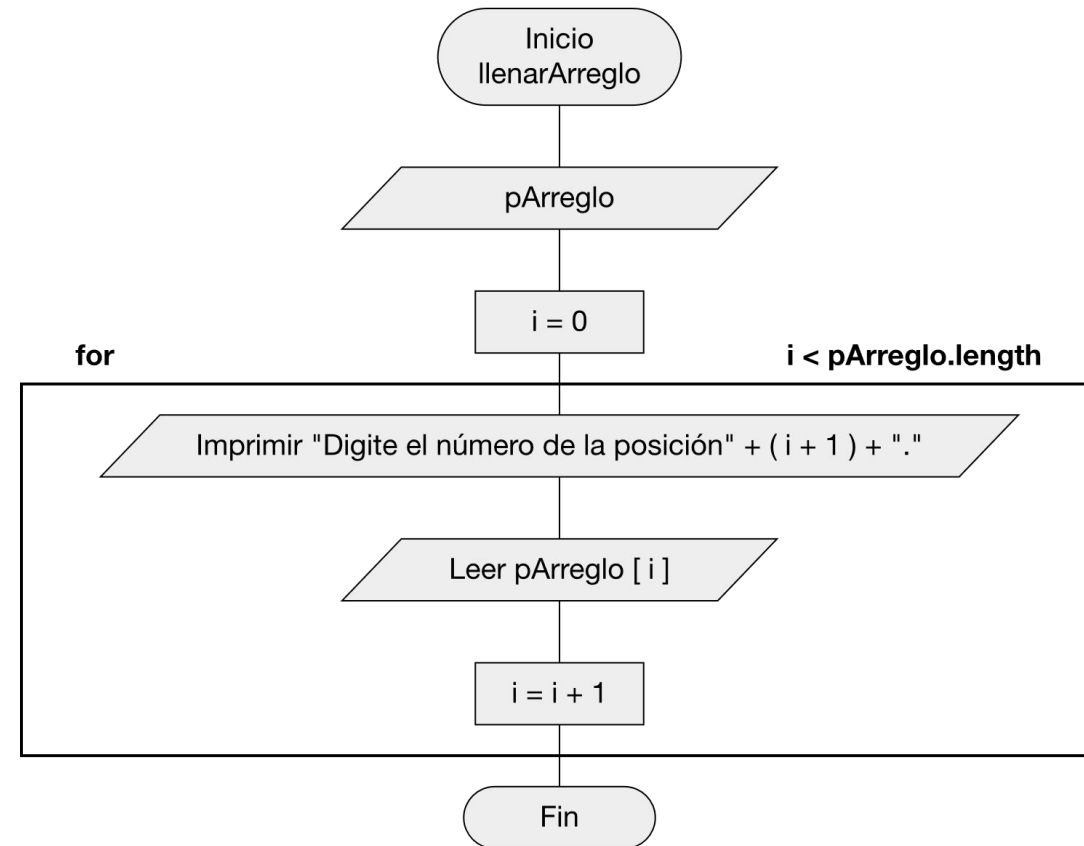 Inicio
llenarArreglo
pArreglo
i = 0
for
i < pArreglo.length
Imprimir "Digite el número de la posición" + ( i + 1 ) + "."
Leer pArreglo [ i ]
i = i + 1
Fin